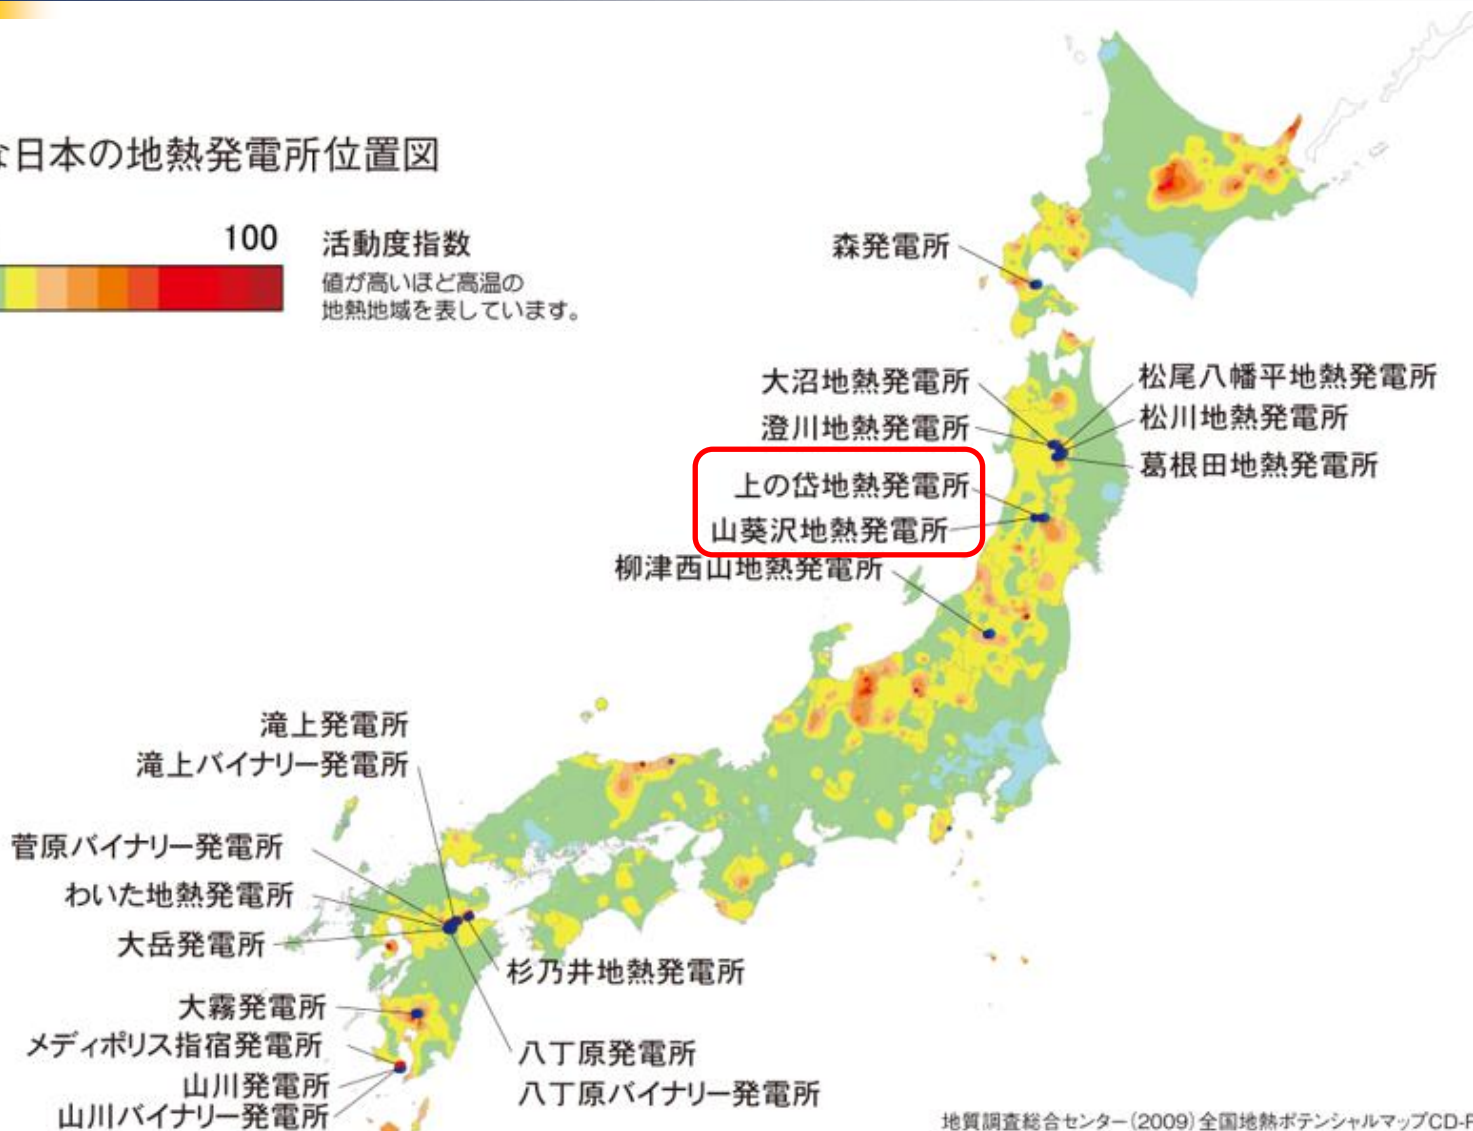 日本の地熱発電所位置図
100
活動度指数
値が高いほど高温の
地熱地域を表しています。
森発電所
大沼地熱発電所
澄川地熱発電所
上の岱地熱発電所
山葵沢地熱発電所
柳津西山地熱発電所
松尾八幡平地熱発電所
松川地熱発電所
葛根田地熱発電所
滝上発電所
滝上バイナリー発電所
菅原バイナリー発電所
わいた地熱発電所
大岳発電所
杉乃井地熱発電所
大霧発電所
メディポリス指宿発電所
山川発電所
山川バイナリー発電所
八丁原発電所
八丁原バイナリー発電所
地質調査総合センター(2009)全国地熱ポテンシャルマップCD-R